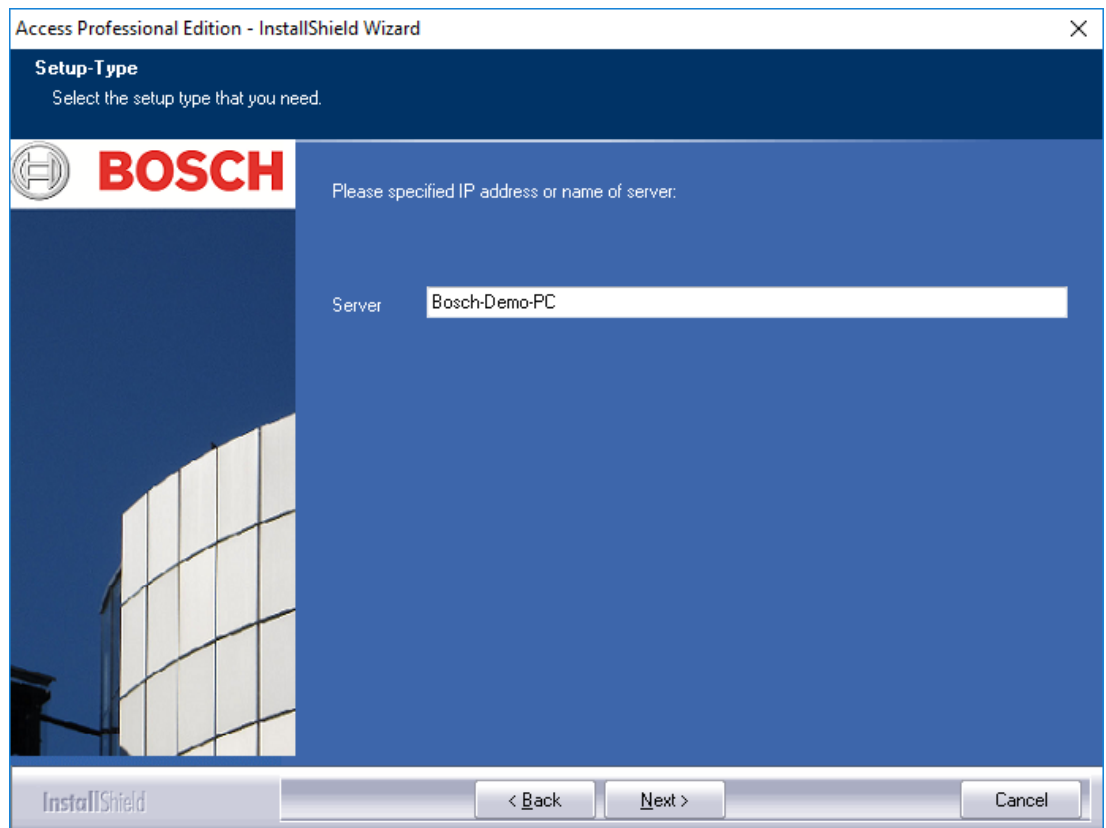 Access Professional Edition - InstallShield Wizard
Setup-Type
Select the setup type that you need.
BOSCH
Please specified IP address or name of server:
Server Bosch-Demo-PC
InstallShield
< Back Next > Cancel